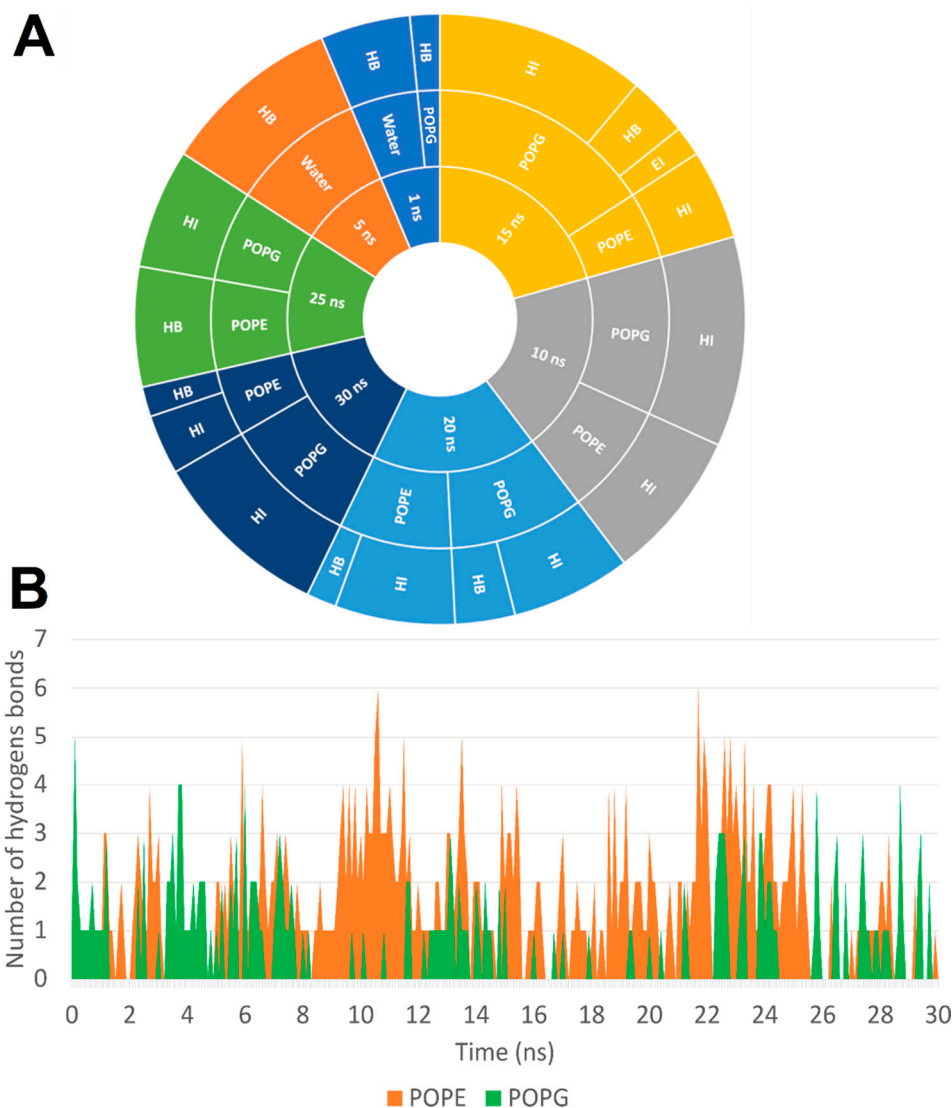 A
HB
HB
HI
HB
EI
HI
Water
POPG
POPG
POPE
1 ns
15 ns
HB
Water
5 ns
HI
POPG
25 ns
HB
POPE
10 ns
POPG
HI
POPE
HI
HB
HI
POPE
30 ns
POPG
HI
20 ns
POPE
POPG
HB
HI
HB
HI
B
Number of hydrogens bonds
7
6
5
4
3
2
1
0
0 2 4 6 8 10 12 14 16 18 20 22 24 26 28 30
Time (ns)
POPE POPG